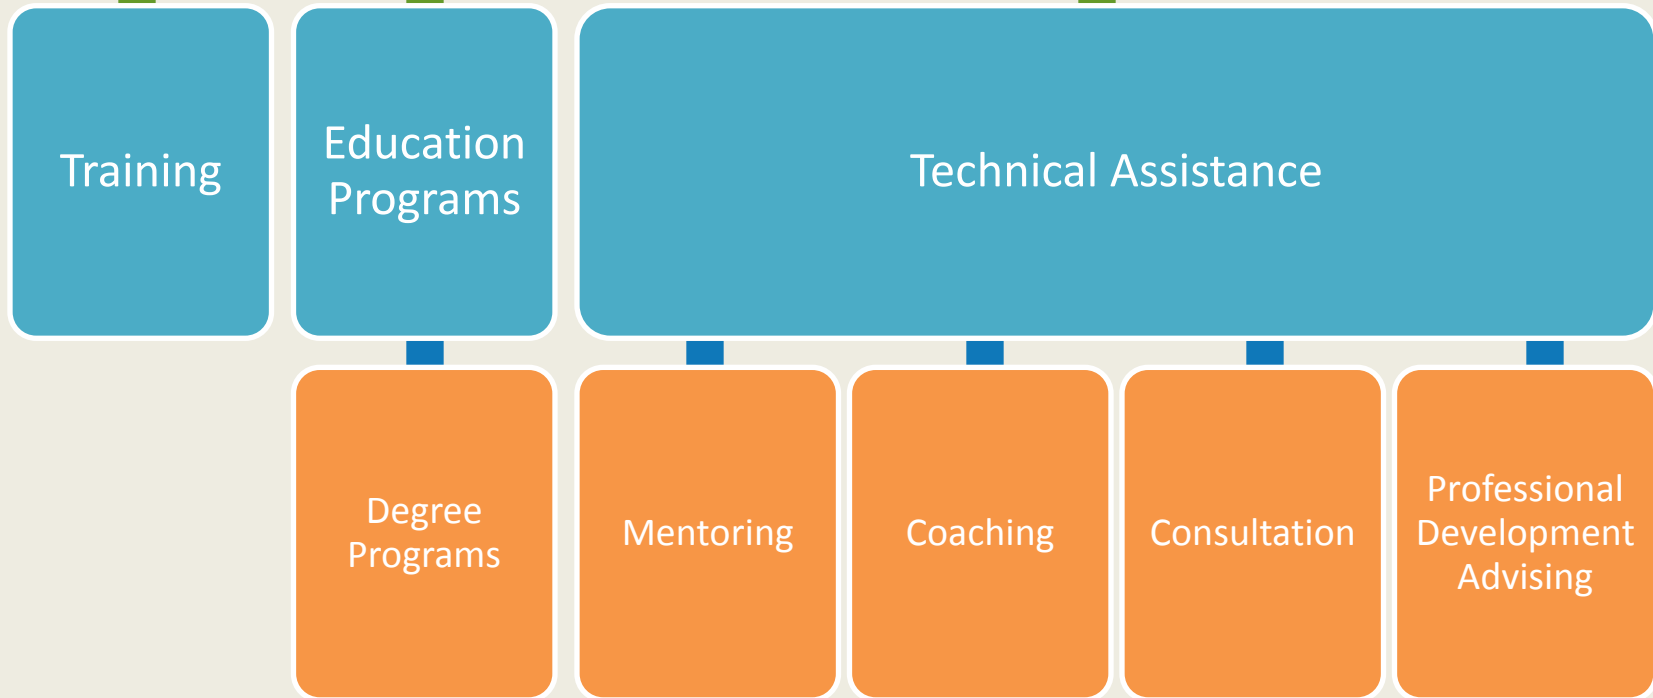 Training
Education
Programs
Technical Assistance
Degree
Programs
Mentoring
Coaching
Consultation
Professional
Development
Advising